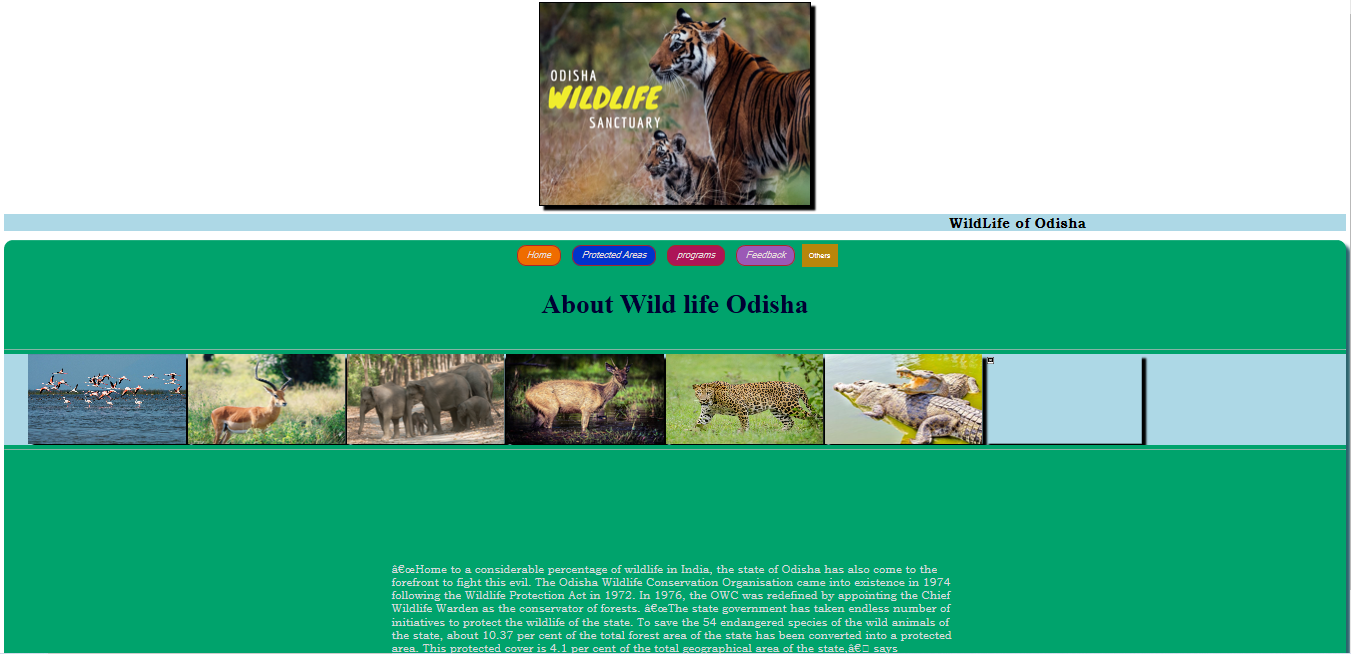 ODISHA
WILDLIFE
SANCTUARY
WildLife of Odisha
Home Protected Areas programs Feedback Others
About Wild life Odisha
“Home to a considerable percentage of wildlife in India, the state of Odisha has also come to the
forefront to fight this evil. The Odisha Wildlife Conservation Organisation came into existence in 1974
following the Wildlife Protection Act in 1972. In 1976, the OWC was redefined by appointing the Chief
Wildlife Warden as the conservator of forests. “The state government has taken endless number of
initiatives to protect the wildlife of the state. To save the 54 endangered species of the wild animals of
the state, about 10.37 per cent of the total forest area of the state has been converted into a protected
area. This protected cover is 4.1 per cent of the total geographical area of the state,†says